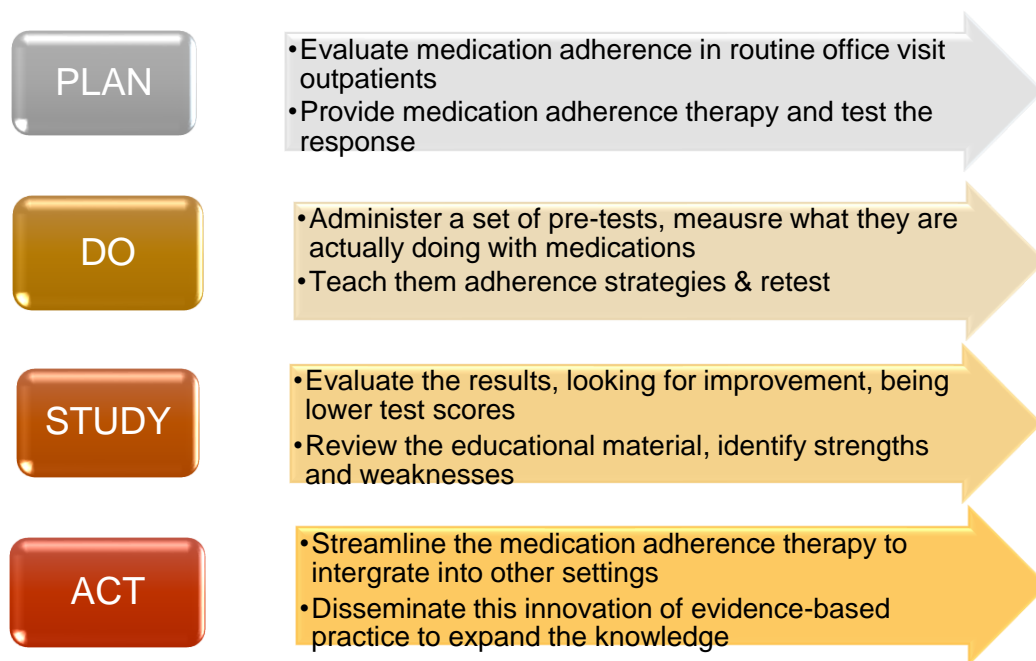 PLAN
•Evaluate medication adherence in routine office visit
outpatients
•Provide medication adherence therapy and test the
response
DO
•Administer a set of pre-tests, meausre what they are
actually doing with medications
•Teach them adherence strategies & retest
STUDY
•Evaluate the results, looking for improvement, being
lower test scores
•Review the educational material, identify strengths
and weaknesses
ACT
•Streamline the medication adherence therapy to
intergrate into other settings
•Disseminate this innovation of evidence-based
practice to expand the knowledge